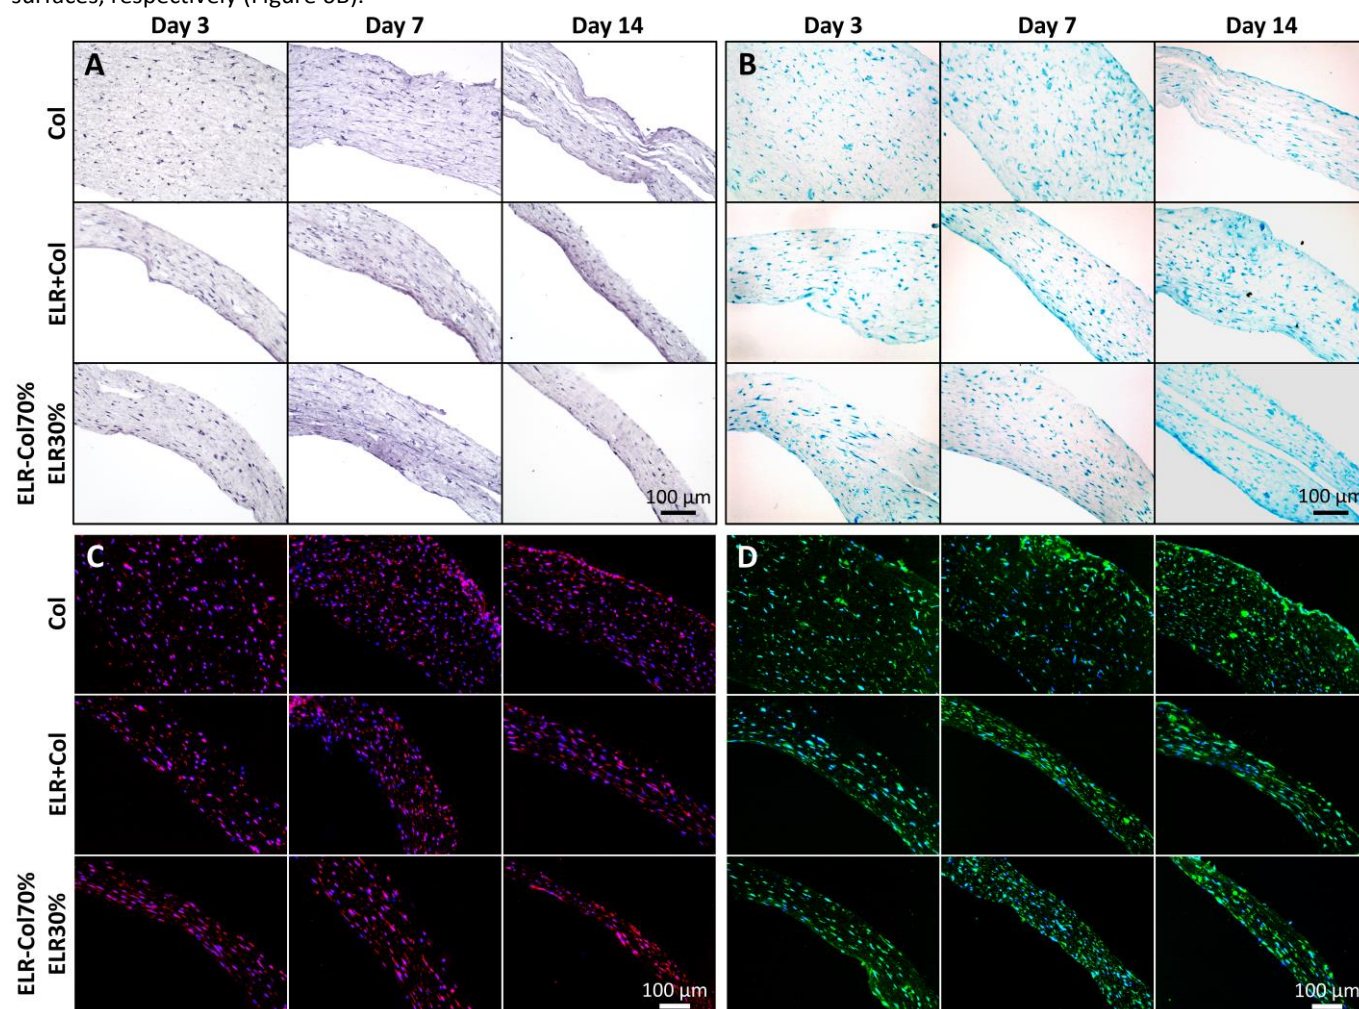 surfaces, respectively (Figure 6B).
Day 3 Day 7 Day 14 Day 3 Day 7 Day 14
A B
Col
ELR+Col
ELR-Col70%
ELR30%
100 µm 100 µm
C D
Col
ELR+Col
ELR-Col70%
ELR30%
100 µm 100 µm